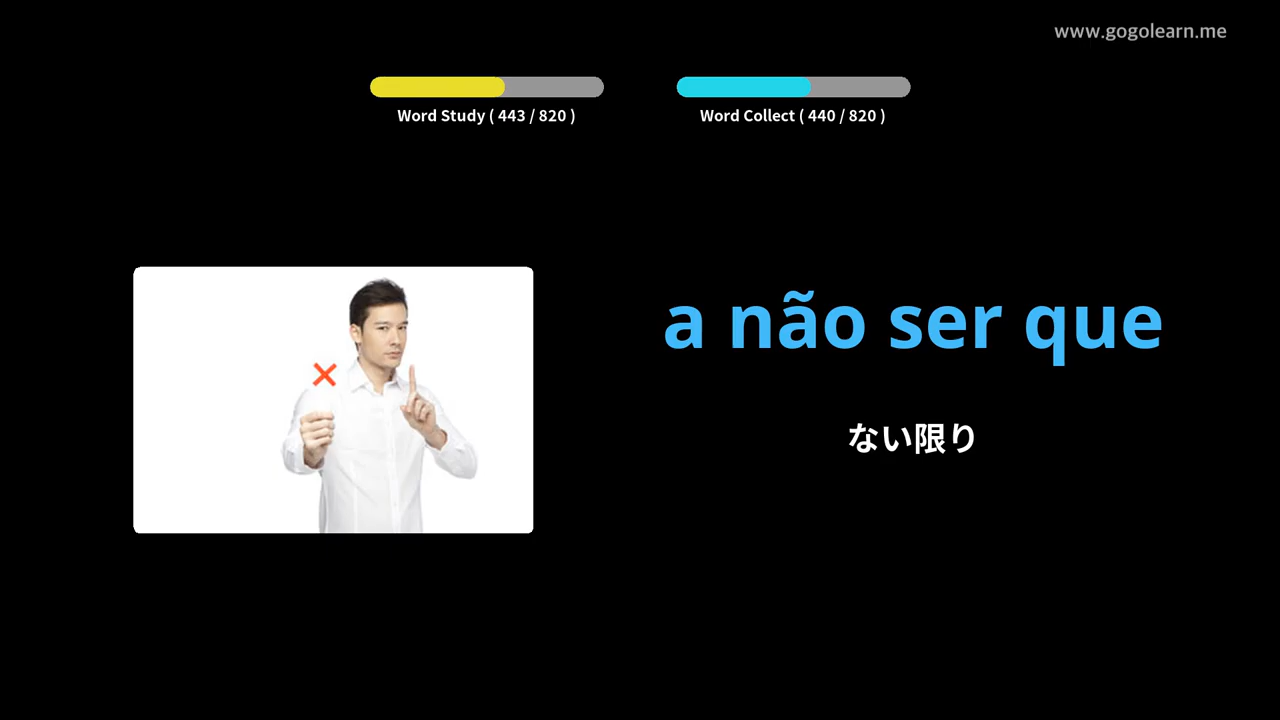 www.gogolearn.me
Word Study ( 443 / 820 )
Word Collect ( 440 / 820 )
a não ser que
ない限り